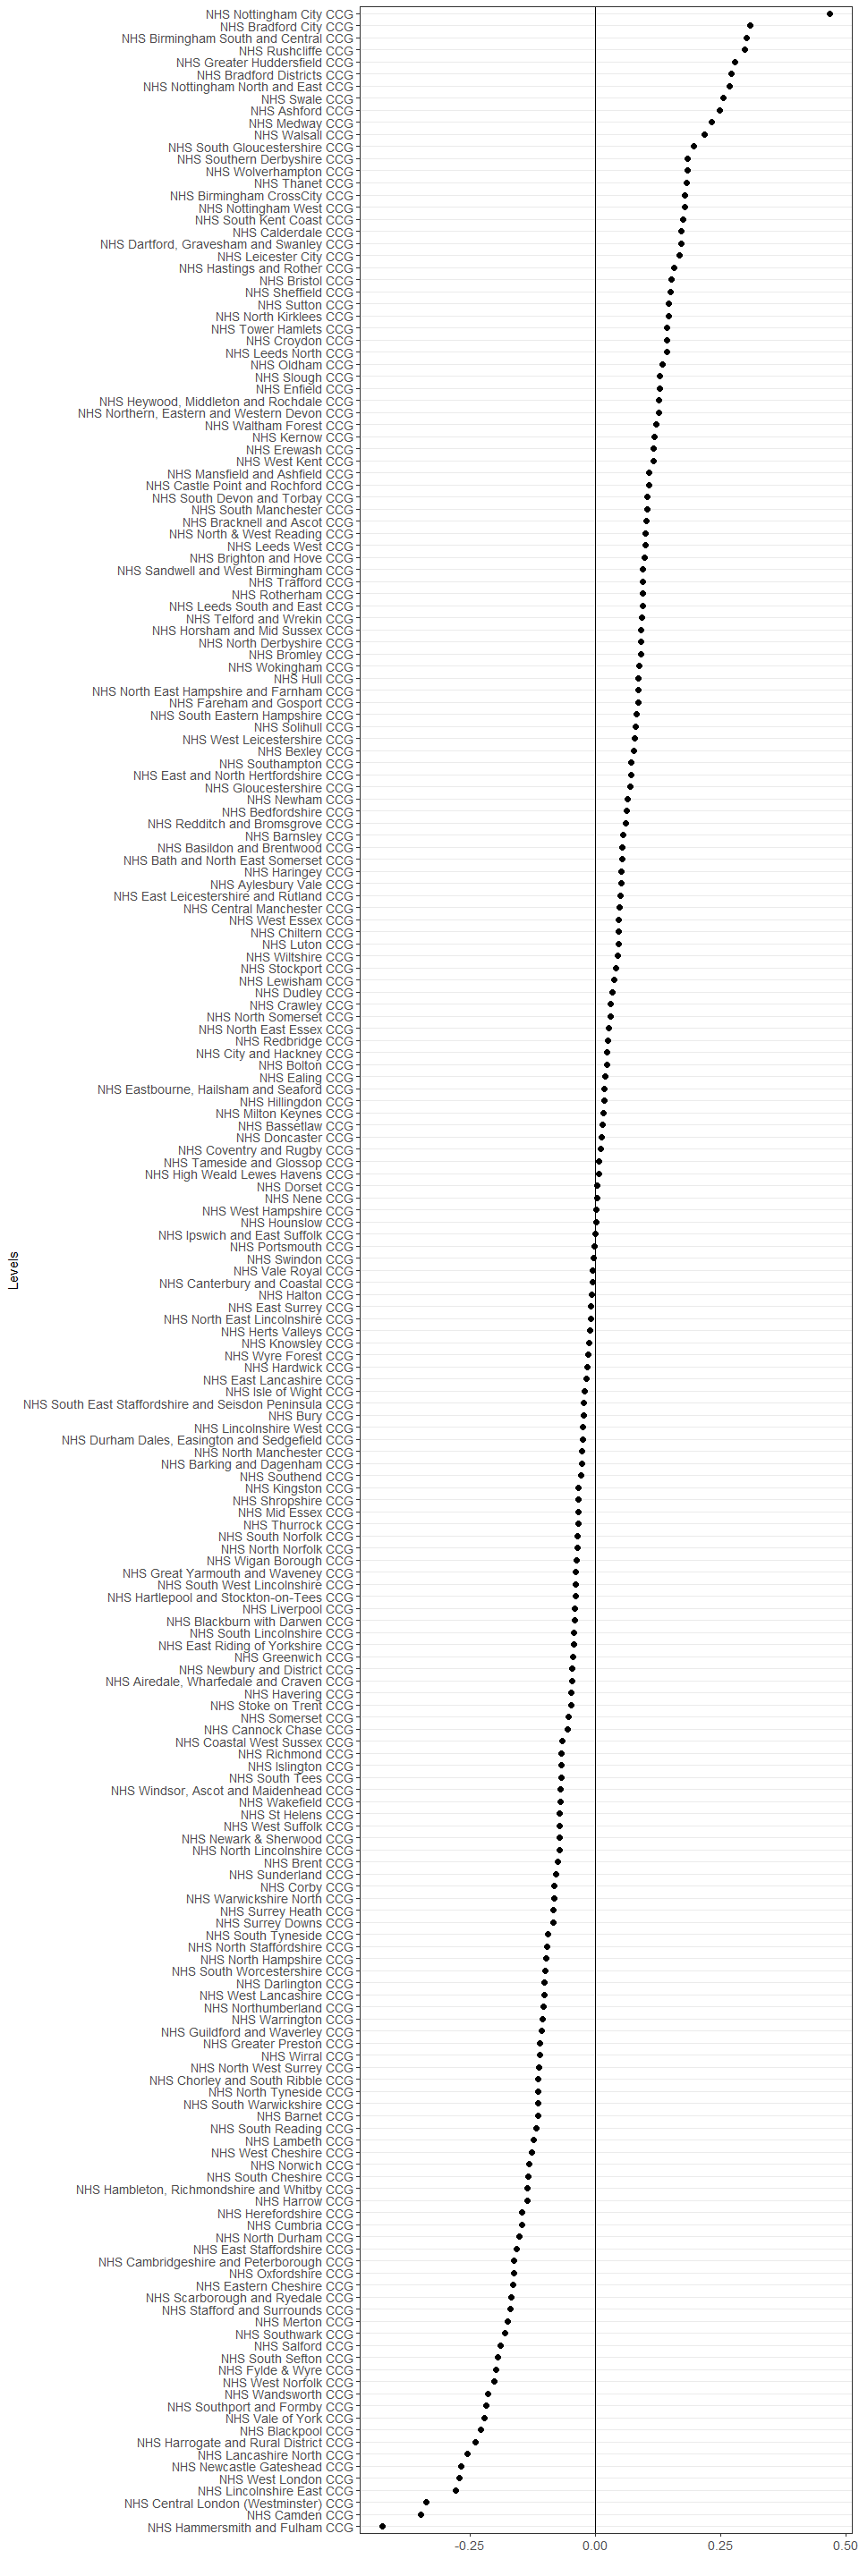 NHS Nottingham City CCG
NHS Bradford City CCG
NHS Birmingham South and Central CCG
NHS Rushcliffe CCG
NHS Greater Huddersfield CCG
NHS Bradford Districts CCG
NHS Nottingham North and East CCG
NHS Swale CCG
NHS Ashford CCG
NHS Medway CCG
NHS Walsall CCG
NHS South Gloucestershire CCG
NHS Southern Derbyshire CCG
NHS Wolverhampton CCG
NHS Thanet CCG
NHS Birmingham CrossCity CCG
NHS Nottingham West CCG
NHS South Kent Coast CCG
NHS Calderdale CCG
NHS Dartford, Gravesham and Swanley CCG
NHS Leicester City CCG
NHS Hastings and Rother CCG
NHS Bristol CCG
NHS Sheffield CCG
NHS Sutton CCG
NHS North Kirklees CCG
NHS Tower Hamlets CCG
NHS Croydon CCG
NHS Leeds North CCG
NHS Oldham CCG
NHS Slough CCG
NHS Enfield CCG
NHS Heywood, Middleton and Rochdale CCG
NHS Northern, Eastern and Western Devon CCG
NHS Waltham Forest CCG
NHS Kernow CCG
NHS Erewash CCG
NHS West Kent CCG
NHS Mansfield and Ashfield CCG
NHS Castle Point and Rochford CCG
NHS South Devon and Torbay CCG
NHS South Manchester CCG
NHS Bracknell and Ascot CCG
NHS North & West Reading CCG
NHS Leeds West CCG
NHS Brighton and Hove CCG
NHS Sandwell and West Birmingham CCG
NHS Trafford CCG
NHS Rotherham CCG
NHS Leeds South and East CCG
NHS Telford and Wrekin CCG
NHS Horsham and Mid Sussex CCG
NHS North Derbyshire CCG
NHS Bromley CCG
NHS Wokingham CCG
NHS Hull CCG
NHS North East Hampshire and Farnham CCG
NHS Fareham and Gosport CCG
NHS South Eastern Hampshire CCG
NHS Solihull CCG
NHS West Leicestershire CCG
NHS Bexley CCG
NHS Southampton CCG
NHS East and North Hertfordshire CCG
NHS Gloucestershire CCG
NHS Newham CCG
NHS Bedfordshire CCG
NHS Redditch and Bromsgrove CCG
NHS Barnsley CCG
NHS Basildon and Brentwood CCG
NHS Bath and North East Somerset CCG
NHS Haringey CCG
NHS Aylesbury Vale CCG
NHS East Leicestershire and Rutland CCG
NHS Central Manchester CCG
NHS West Essex CCG
NHS Chiltern CCG
NHS Luton CCG
NHS Wiltshire CCG
NHS Stockport CCG
NHS Lewisham CCG
NHS Dudley CCG
NHS Crawley CCG
NHS North Somerset CCG
NHS North East Essex CCG
NHS Redbridge CCG
NHS City and Hackney CCG
NHS Bolton CCG
NHS Ealing CCG
NHS Eastbourne, Hailsham and Seaford CCG
NHS Hillingdon CCG
NHS Milton Keynes CCG
NHS Bassetlaw CCG
NHS Doncaster CCG
NHS Coventry and Rugby CCG
NHS Tameside and Glossop CCG
NHS High Weald Lewes Havens CCG
NHS Dorset CCG
NHS Nene CCG
NHS West Hampshire CCG
NHS Hounslow CCG
NHS Ipswich and East Suffolk CCG
NHS Portsmouth CCG
NHS Swindon CCG
NHS Vale Royal CCG
NHS Canterbury and Coastal CCG
NHS Halton CCG
NHS East Surrey CCG
NHS North East Lincolnshire CCG
NHS Herts Valleys CCG
NHS Knowsley CCG
NHS Wyre Forest CCG
NHS Hardwick CCG
NHS East Lancashire CCG
NHS Isle of Wight CCG
NHS South East Staffordshire and Seisdon Peninsula CCG
NHS Bury CCG
NHS Lincolnshire West CCG
NHS Durham Dales, Easington and Sedgefield CCG
NHS North Manchester CCG
NHS Barking and Dagenham CCG
NHS Southend CCG
NHS Kingston CCG
NHS Shropshire CCG
NHS Mid Essex CCG
NHS Thurrock CCG
NHS South Norfolk CCG
NHS North Norfolk CCG
NHS Wigan Borough CCG
NHS Great Yarmouth and Waveney CCG
NHS South West Lincolnshire CCG
NHS Hartlepool and Stockton-on-Tees CCG
NHS Liverpool CCG
NHS Blackburn with Darwen CCG
NHS South Lincolnshire CCG
NHS East Riding of Yorkshire CCG
NHS Greenwich CCG
NHS Newbury and District CCG
NHS Airedale, Wharfedale and Craven CCG
NHS Havering CCG
NHS Stoke on Trent CCG
NHS Somerset CCG
NHS Cannock Chase CCG
NHS Coastal West Sussex CCG
NHS Richmond CCG
NHS Islington CCG
NHS South Tees CCG
NHS Windsor, Ascot and Maidenhead CCG
NHS Wakefield CCG
NHS St Helens CCG
NHS West Suffolk CCG
NHS Newark & Sherwood CCG
NHS North Lincolnshire CCG
NHS Brent CCG
NHS Sunderland CCG
NHS Corby CCG
NHS Warwickshire North CCG
NHS Surrey Heath CCG
NHS Surrey Downs CCG
NHS South Tyneside CCG
NHS North Staffordshire CCG
NHS North Hampshire CCG
NHS South Worcestershire CCG
NHS Darlington CCG
NHS West Lancashire CCG
NHS Northumberland CCG
NHS Warrington CCG
NHS Guildford and Waverley CCG
NHS Greater Preston CCG
NHS Wirral CCG
NHS North West Surrey CCG
NHS Chorley and South Ribble CCG
NHS North Tyneside CCG
NHS South Warwickshire CCG
NHS Barnet CCG
NHS South Reading CCG
NHS Lambeth CCG
NHS West Cheshire CCG
NHS Norwich CCG
NHS South Cheshire CCG
NHS Hambleton, Richmondshire and Whitby CCG
NHS Harrow CCG
NHS Herefordshire CCG
NHS Cumbria CCG
NHS North Durham CCG
NHS East Staffordshire CCG
NHS Cambridgeshire and Peterborough CCG
NHS Oxfordshire CCG
NHS Eastern Cheshire CCG
NHS Scarborough and Ryedale CCG
NHS Stafford and Surrounds CCG
NHS Merton CCG
NHS Southwark CCG
NHS Salford CCG
NHS South Sefton CCG
NHS Fylde & Wyre CCG
NHS West Norfolk CCG
NHS Wandsworth CCG
NHS Southport and Formby CCG
NHS Vale of York CCG
NHS Blackpool CCG
NHS Harrogate and Rural District CCG
NHS Lancashire North CCG
NHS Newcastle Gateshead CCG
NHS West London CCG
NHS Lincolnshire East CCG
NHS Central London (Westminster) CCG
NHS Camden CCG
NHS Hammersmith and Fulham CCG
Levels
-0.25 0.00 0.25 0.50